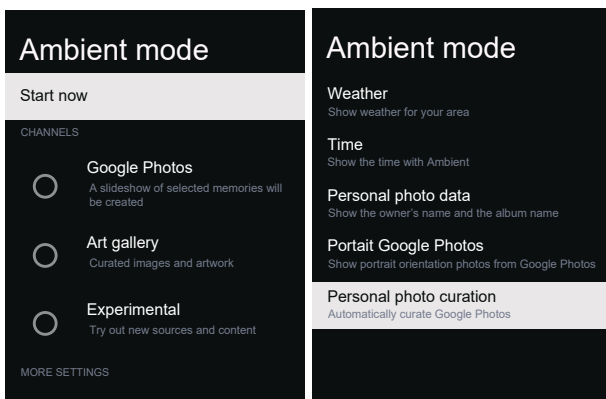 Ambient mode
Start now
CHANNELS
Google Photos
A slideshow of selected memories will
be created
Art gallery
Curated images and artwork
Experimental
Try out new sources and content
MORE SETTINGS
Ambient mode
Weather
Show weather for your area
Time
Show the time with Ambient
Personal photo data
Show the owner's name and the album name
Portait Google Photos
Show portrait orientation photos from Google Photos
Personal photo curation
Automatically curate Google Photos